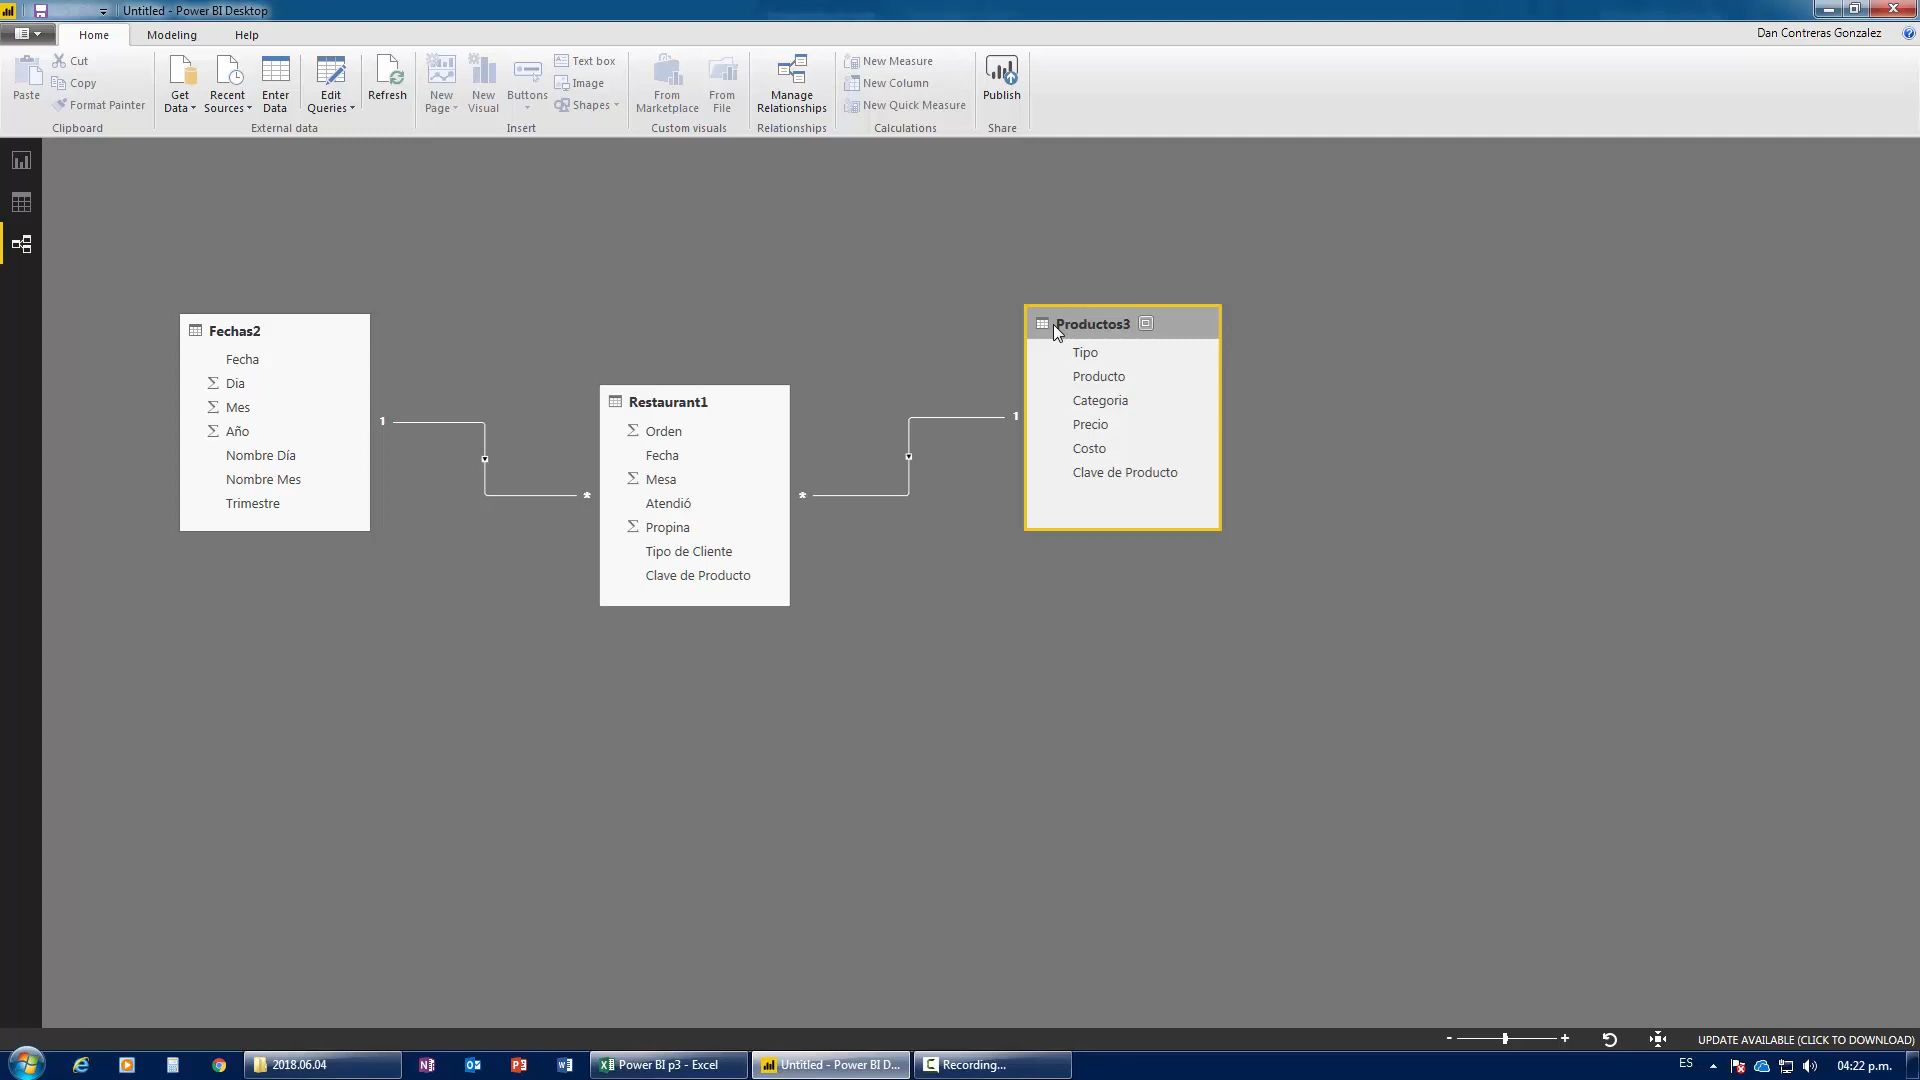 Untitled - Power BI Desktop
Home
Modeling
Help
Dan Contreras Gonzalez
Paste
Cut
Copy
Format Painter
Clipboard
Get Data
Recent Sources
Enter Data
Edit Queries
Refresh
External data
New Page
New Visual
Buttons
Text box
Image
Shapes
Insert
From Marketplace
From File
Custom visuals
Manage Relationships
Relationships
New Measure
New Column
New Quick Measure
Calculations
Publish
Share
Fechas2
Fecha
Σ Dia
Σ Mes
Σ Año
Nombre Día
Nombre Mes
Trimestre
1
*
Restaurant1
Σ Orden
Fecha
Σ Mesa
Atendió
Σ Propina
Tipo de Cliente
Clave de Producto
*
1
Productos3
Tipo
Producto
Categoria
Precio
Costo
Clave de Producto
- +
UPDATE AVAILABLE (CLICK TO DOWNLOAD)
2018.06.04
Power BI p3 - Excel
Untitled - Power BI D...
Recording...
ES
04:22 p.m.